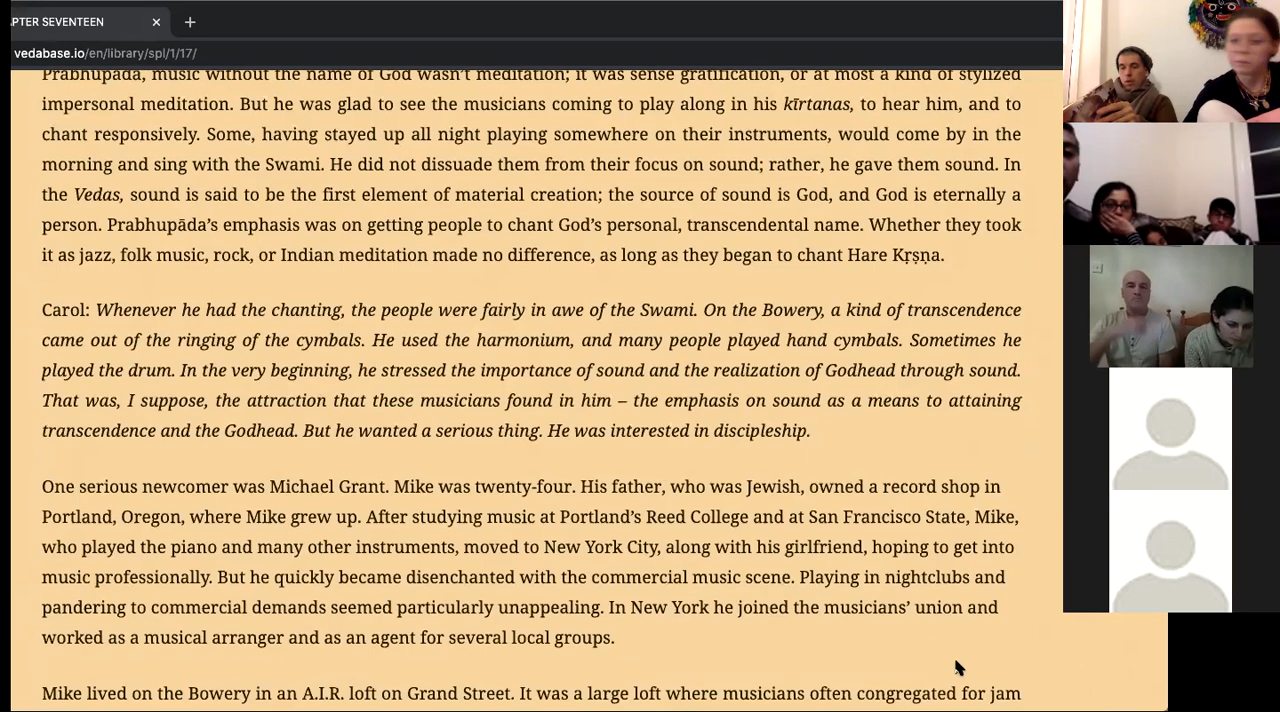 APTER SEVENTEEN
vedabase.io/en/library/spl/1/17/
Prabhupāda, music without the name of God wasn’t meditation; it was sense gratification, or at most a kind of stylized
impersonal meditation. But he was glad to see the musicians coming to play along in his kīrtanas, to hear him, and to
chant responsively. Some, having stayed up all night playing somewhere on their instruments, would come by in the
morning and sing with the Swami. He did not dissuade them from their focus on sound; rather, he gave them sound. In
the Vedas, sound is said to be the first element of material creation; the source of sound is God, and God is eternally a
person. Prabhupāda’s emphasis was on getting people to chant God’s personal, transcendental name. Whether they took
it as jazz, folk music, rock, or Indian meditation made no difference, as long as they began to chant Hare Kṛṣṇa.
Carol: Whenever he had the chanting, the people were fairly in awe of the Swami. On the Bowery, a kind of transcendence
came out of the ringing of the cymbals. He used the harmonium, and many people played hand cymbals. Sometimes he
played the drum. In the very beginning, he stressed the importance of sound and the realization of Godhead through sound.
That was, I suppose, the attraction that these musicians found in him – the emphasis on sound as a means to attaining
transcendence and the Godhead. But he wanted a serious thing. He was interested in discipleship.
One serious newcomer was Michael Grant. Mike was twenty-four. His father, who was Jewish, owned a record shop in
Portland, Oregon, where Mike grew up. After studying music at Portland’s Reed College and at San Francisco State, Mike,
who played the piano and many other instruments, moved to New York City, along with his girlfriend, hoping to get into
music professionally. But he quickly became disenchanted with the commercial music scene. Playing in nightclubs and
pandering to commercial demands seemed particularly unappealing. In New York he joined the musicians’ union and
worked as a musical arranger and as an agent for several local groups.
Mike lived on the Bowery in an A.I.R. loft on Grand Street. It was a large loft where musicians often congregated for jam